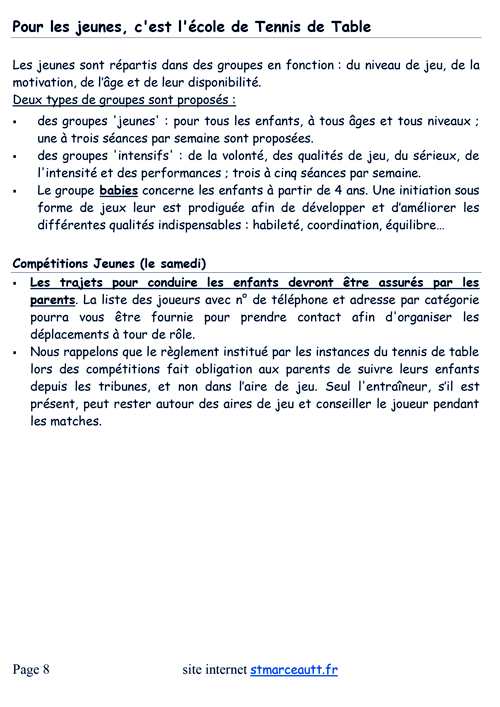 Pour les jeunes, c'est l'école de Tennis de Table
Les jeunes sont répartis dans des groupes en fonction : du niveau de jeu, de la
motivation, de l'âge et de leur disponibilité.
Deux types de groupes sont proposés :
▪ des groupes 'jeunes' : pour tous les enfants, à tous âges et tous niveaux ;
une à trois séances par semaine sont proposées.
▪ des groupes 'intensifs' : de la volonté, des qualités de jeu, du sérieux, de
l'intensité et des performances ; trois à cinq séances par semaine.
▪ Le groupe babies concerne les enfants à partir de 4 ans. Une initiation sous
forme de jeux leur est prodiguée afin de développer et d'améliorer les
différentes qualités indispensables : habileté, coordination, équilibre…
Compétitions Jeunes (le samedi)
▪ Les trajets pour conduire les enfants devront être assurés par les
parents. La liste des joueurs avec n° de téléphone et adresse par catégorie
pourra vous être fournie pour prendre contact afin d'organiser les
déplacements à tour de rôle.
▪ Nous rappelons que le règlement institué par les instances du tennis de table
lors des compétitions fait obligation aux parents de suivre leurs enfants
depuis les tribunes, et non dans l'aire de jeu. Seul l'entraîneur, s'il est
présent, peut rester autour des aires de jeu et conseiller le joueur pendant
les matches.
Page 8 site internet stmarceautt.fr